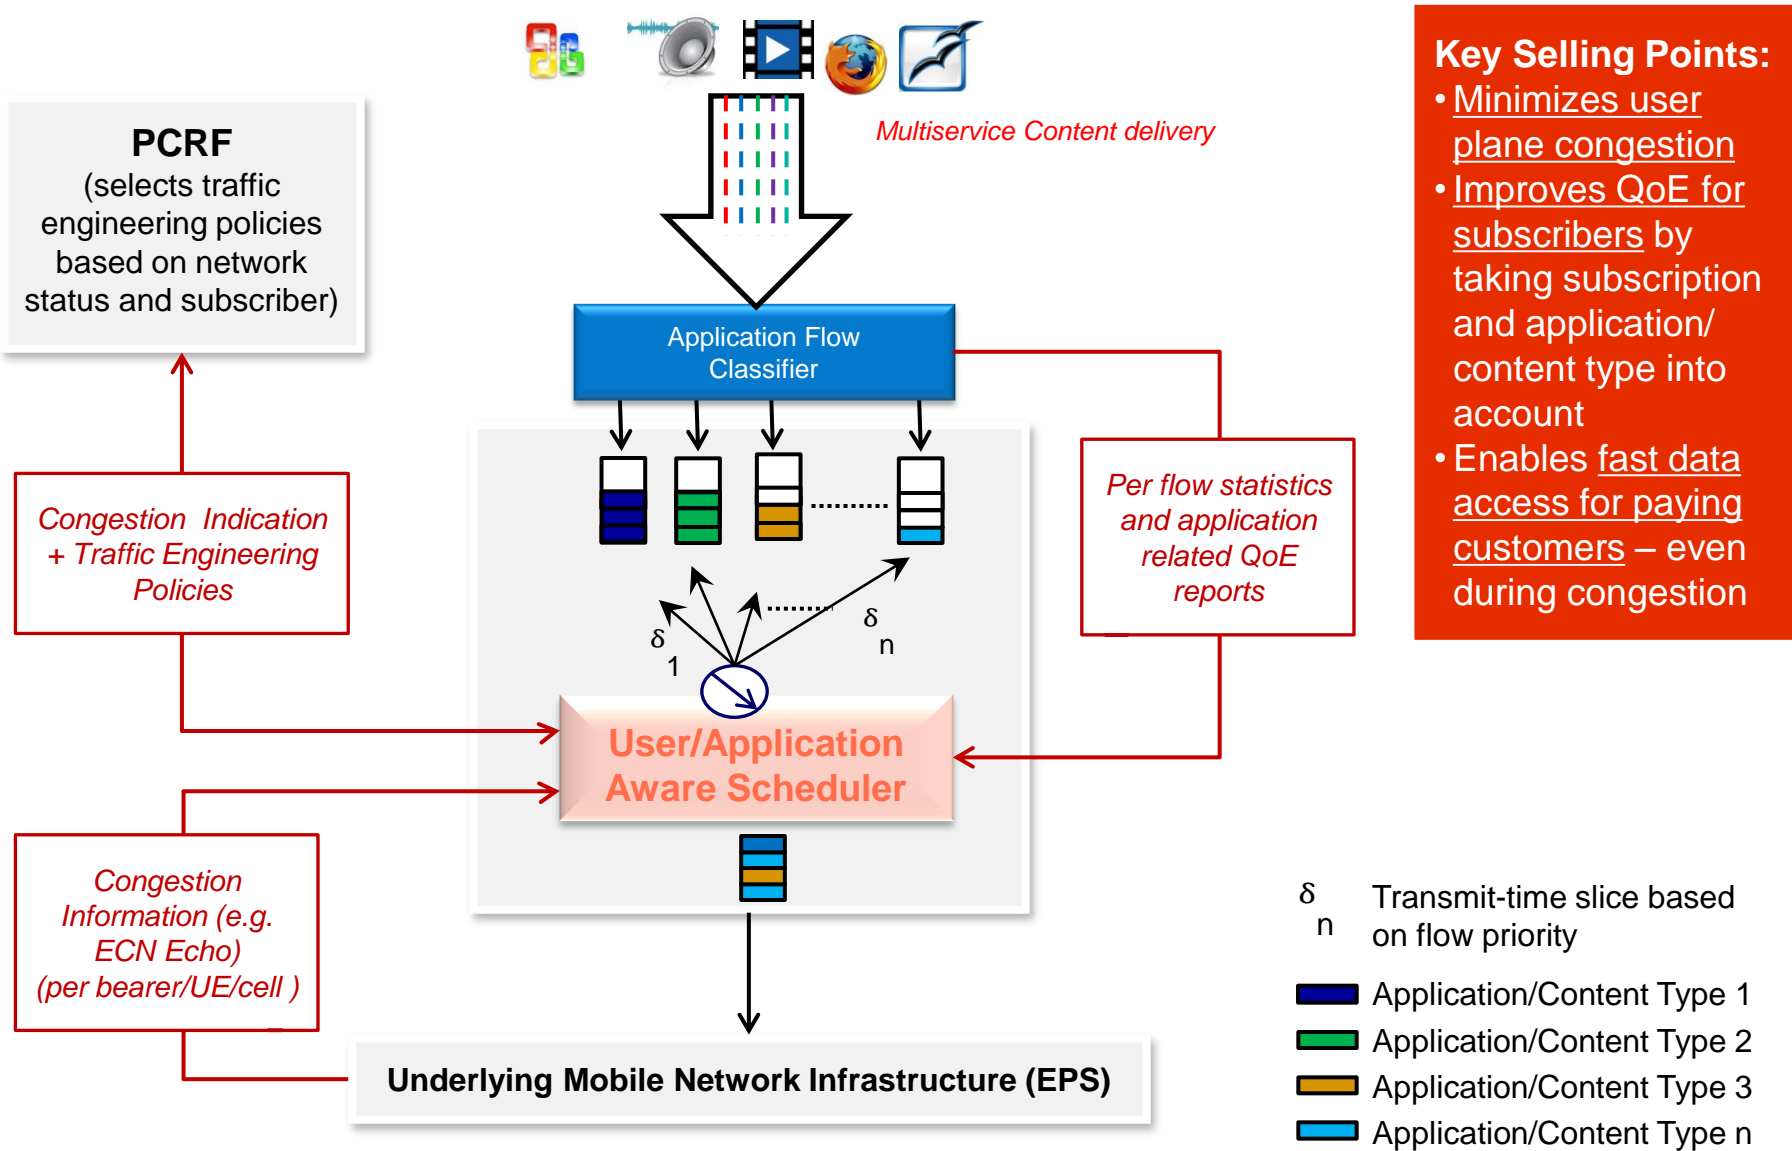 Multiservice Content delivery
PCRF
(selects traffic
engineering policies
based on network
status and subscriber)
Application Flow
Classifier
Congestion Indication
+ Traffic Engineering
Policies
Per flow statistics
and application
related QoE
reports
δ
1
δ
n
User/Application
Aware Scheduler
Congestion
Information (e.g.
ECN Echo)
(per bearer/UE/cell )
Underlying Mobile Network Infrastructure (EPS)
Key Selling Points:
• Minimizes user
plane congestion
• Improves QoE for
subscribers by
taking subscription
and application/
content type into
account
• Enables fast data
access for paying
customers – even
during congestion
δ
n
Transmit-time slice based
on flow priority
Application/Content Type 1
Application/Content Type 2
Application/Content Type 3
Application/Content Type n